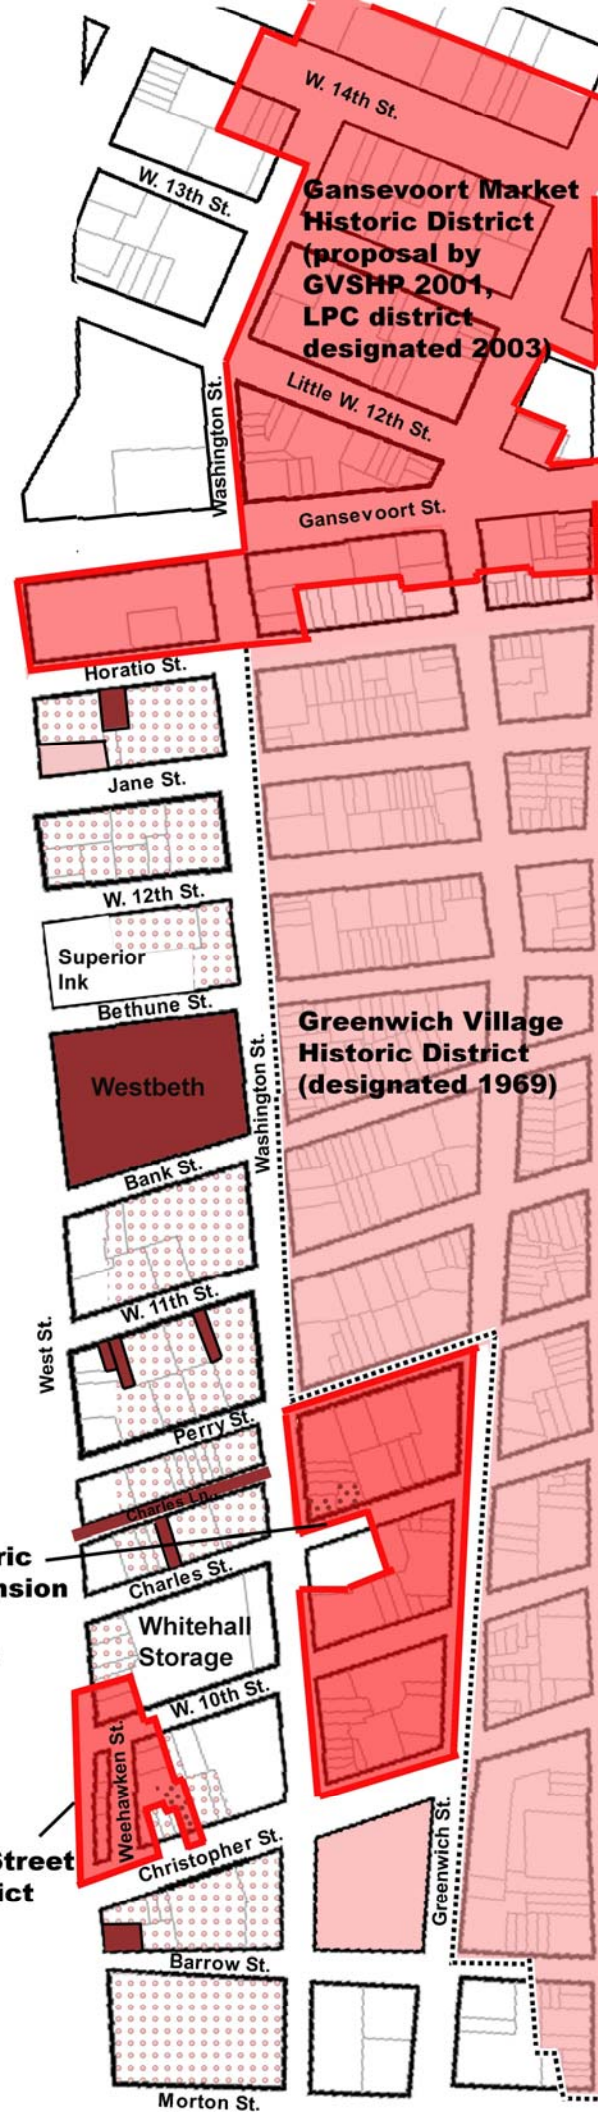 W. 14th St.
W. 13th St.
Gansevoort Market
Historic District
(proposal by
GVSHP 2001,
LPC district
designated 2003)
Washington St.
Little W. 12th St.
Gansevoort St.
Horatio St.
Jane St.
W. 12th St.
Superior
Ink
Bethune St.
Greenwich Village
Historic District
(designated 1969)
Westbeth
Washington St.
Bank St.
W. 11th St.
West St.
Perry St.
Charles Ln.
ric
nsion
Charles St.
Whitehall
Storage
W. 10th St.
Weehawken St.
Street
ict
Christopher St.
Greenwich St.
Barrow St.
Morton St.